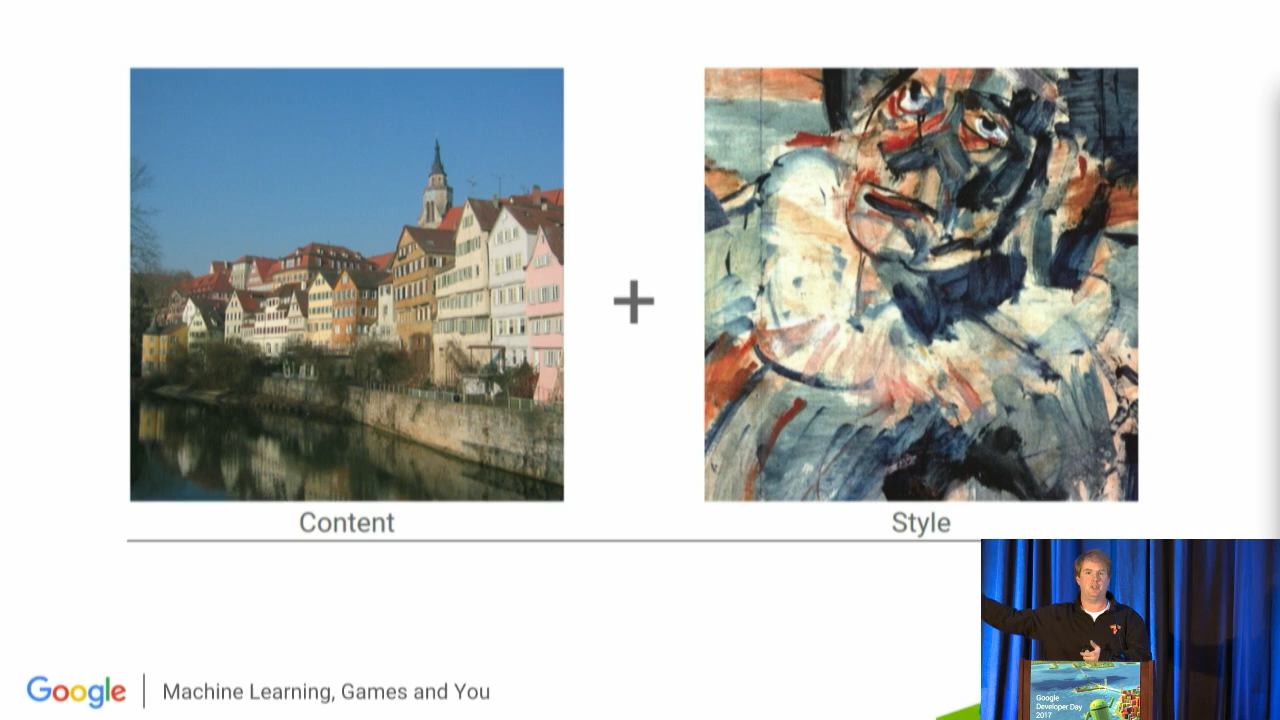 +
Content
Style
Google
Machine Learning, Games and You
Google
Developer Day
2017